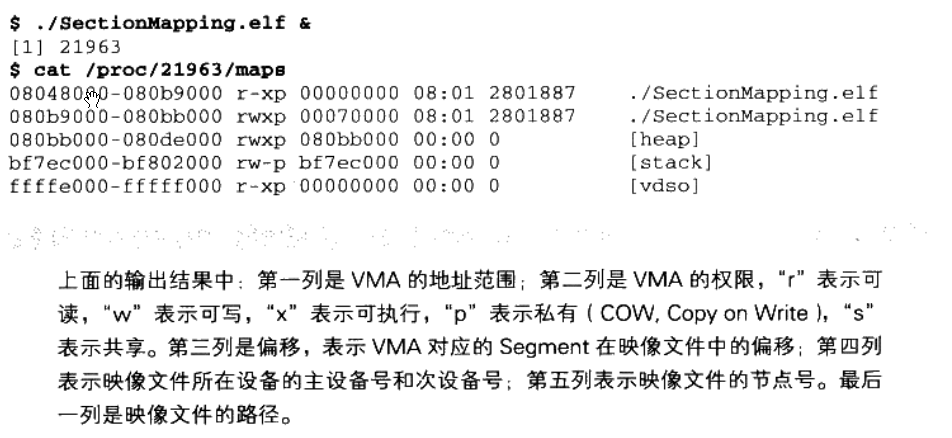 $ ./SectionMapping.elf &
[1] 21963
$ cat /proc/21963/maps
08048000-080b9000 r-xp 00000000 08:01 2801887 ./SectionMapping.elf
080b9000-080bb000 rwxp 00070000 08:01 2801887 ./SectionMapping.elf
080bb000-080de000 rwxp 080bb000 00:00 0 [heap]
bf7ec000-bf802000 rw-p bf7ec000 00:00 0 [stack]
ffffe000-fffff000 r-xp 00000000 00:00 0 [vdso]
上面的输出结果中：第一列是 VMA 的地址范围；第二列是 VMA 的权限，“r” 表示可
读，“w” 表示可写，“x” 表示可执行，“p” 表示私有（COW, Copy on Write），“s”
表示共享。第三列是偏移，表示 VMA 对应的 Segment 在映像文件中的偏移；第四列
表示映像文件所在设备的主设备号和次设备号；第五列表示映像文件的节点号。最后
一列是映像文件的路径。